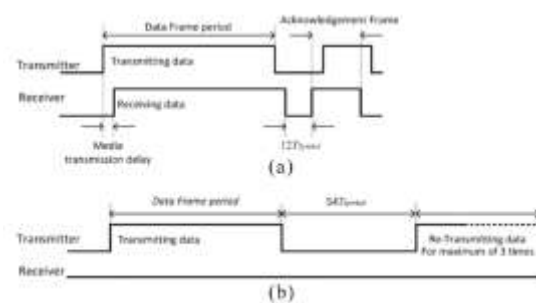 Data Frame period
Acknowledgement Frame
Transmitter
Transmitting data
Receiver
Receiving data
Media
transmission delay
(a)
Data Frame period
Transmitter
Transmitting data
Re-Transmitting data
For maximum of 3 times
Receiver
(b)